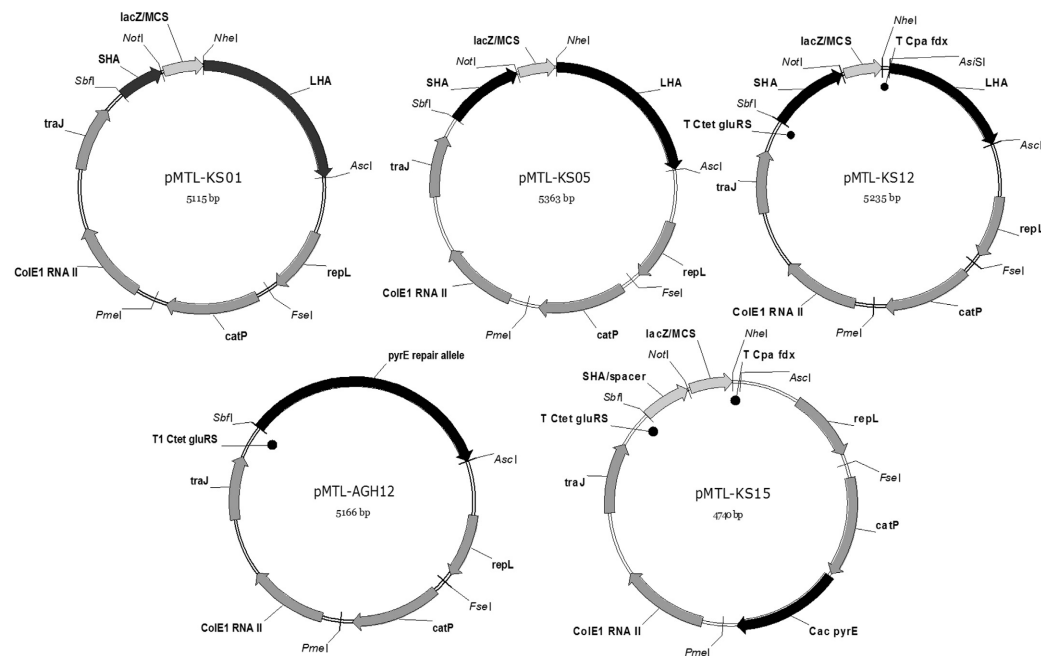 lacZ/MCS
NotI
NheI
SHA
LHA
SbfI
traJ
AscI
pMTL-KS01
5115 bp
ColE1 RNA II
repL
PmeI
FseI
catP
lacZ/MCS
NheI
NotI
SHA
LHA
SbfI
traJ
AscI
pMTL-KS05
5363 bp
ColE1 RNA II
repL
FseI
PmeI
catP
NheI
lacZ/MCS
T Cpa fdx
NotI
AsiSI
SHA
LHA
SbfI
T Ctet gluRS
AscI
traJ
pMTL-KS12
5235 bp
repL
FseI
ColE1 RNA II
PmeI
catP
pyrE repair allele
SbfI
T1 Ctet gluRS
AscI
traJ
pMTL-AGH12
5166 bp
repL
FseI
ColE1 RNA II
PmeI
catP
lacZ/MCS
NheI
NotI
T Cpa fdx
SHA/spacer
AscI
SbfI
T Ctet gluRS
repL
FseI
traJ
pMTL-KS15
4740 bp
catP
ColE1 RNA II
Cac pyrE
PmeI